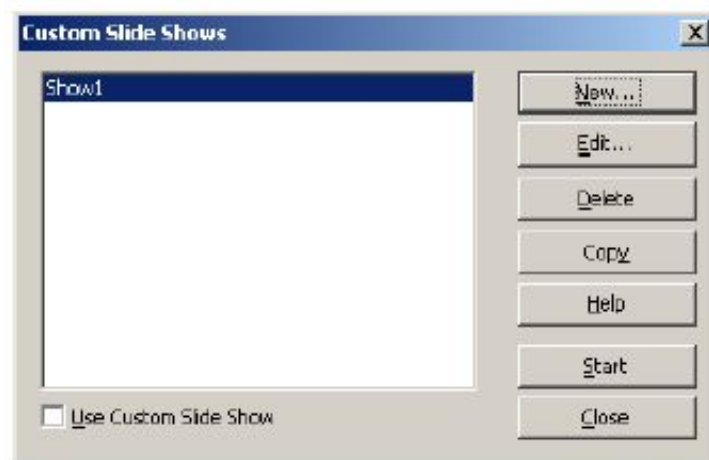 Custom Slide Shows
Show1
New...
Edit...
Delete
Copy
Help
Start
Use Custom Slide Show
Close